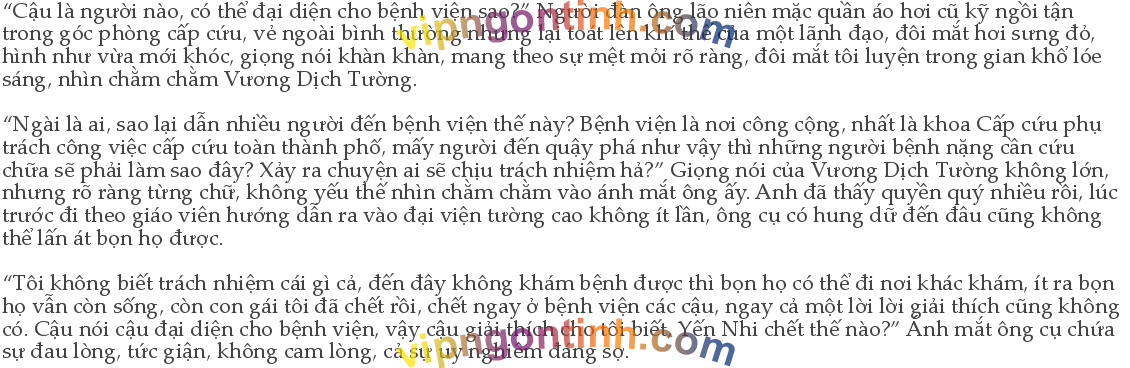 “Cậu là người nào, có thể đại diện cho bệnh viện sao?” Người đàn ông lão niên mặc quần áo hơi cũ kỹ ngồi tận
trong góc phòng cấp cứu, vẻ ngoài bình thường nhưng lại toát lên khí thế của một lãnh đạo, đôi mắt hơi sưng đỏ,
hình như vừa mới khóc, giọng nói khàn khàn, mang theo sự mệt mỏi rõ ràng, đôi mắt tôi luyện trong gian khổ lóe
sáng, nhìn chằm chằm Vương Dịch Tường.
“Ngài là ai, sao lại dẫn nhiều người đến bệnh viện thế này? Bệnh viện là nơi công cộng, nhất là khoa Cấp cứu phụ
trách công việc cấp cứu toàn thành phố, mấy người đến quậy phá như vậy thì những người bệnh nặng cần cứu
chữa sẽ phải làm sao đây? Xảy ra chuyện ai sẽ chịu trách nhiệm hả?” Giọng nói của Vương Dịch Tường không lớn,
nhưng rõ ràng từng chữ, không yếu thế nhìn chằm chằm vào ánh mắt ông ấy. Anh đã thấy quyền quý nhiều rồi, lúc
trước đi theo giáo viên hướng dẫn ra vào đại viện tường cao không ít lần, ông cụ có hung dữ đến đâu cũng không
thể lấn át bọn họ được.
“Tôi không biết trách nhiệm cái gì cả, đến đây không khám bệnh được thì bọn họ có thể đi nơi khác khám, ít ra bọn
họ vẫn còn sống, còn con gái tôi đã chết rồi, chết ngay ở bệnh viện các cậu, ngay cả một lời lời giải thích cũng không
có. Cậu nói cậu đại diện cho bệnh viện, vậy cậu giải thích cho tôi biết, Yến Nhi chết thế nào?” Ánh mắt ông cụ chứa
sự đau lòng, tức giận, không cam lòng, cả sự uy nghiêm đáng sợ.
vipngontinh.com
vipngontinh.com